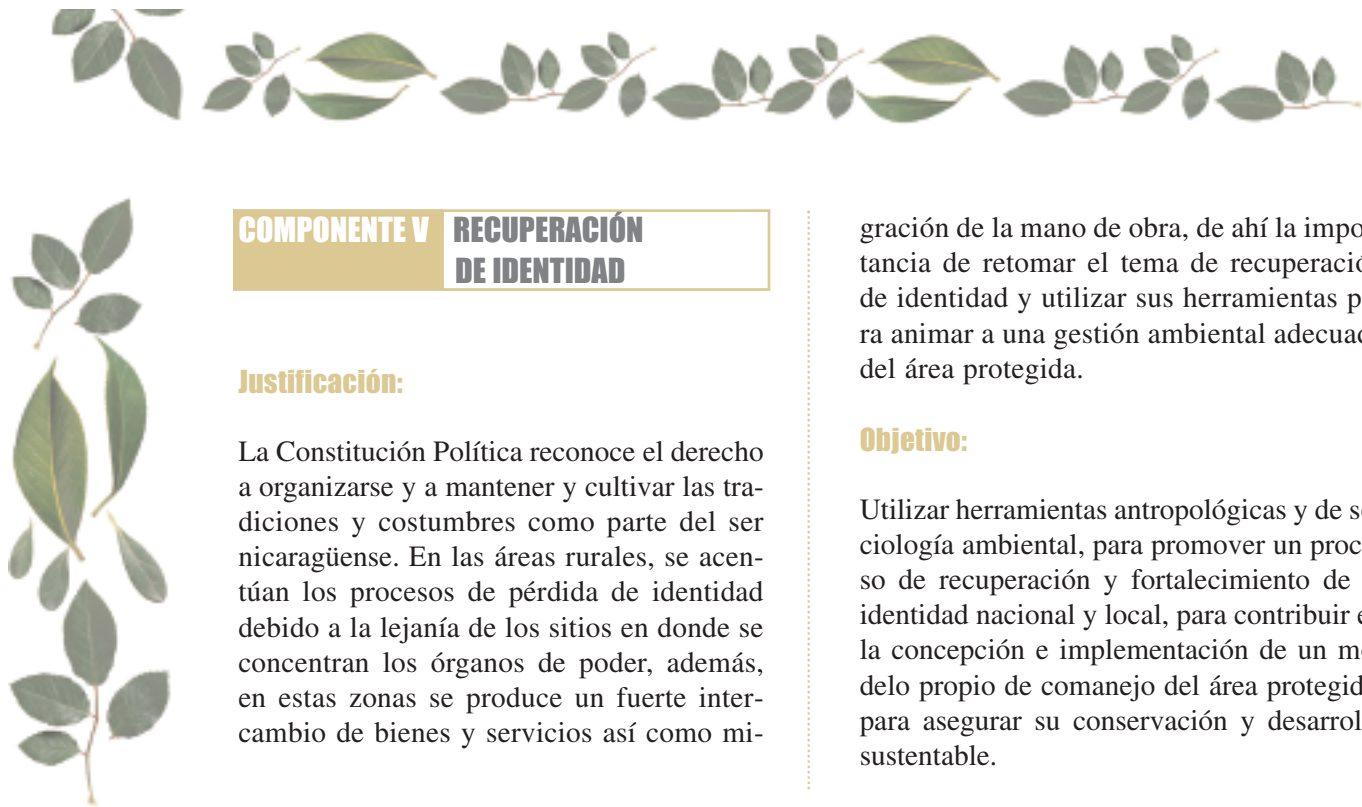 COMPONENTE V RECUPERACIÓN
DE IDENTIDAD
Justificación:
La Constitución Política reconoce el derecho
a organizarse y a mantener y cultivar las tra-
diciones y costumbres como parte del ser
nicaragüense. En las áreas rurales, se acen-
túan los procesos de pérdida de identidad
debido a la lejanía de los sitios en donde se
concentran los órganos de poder, además,
en estas zonas se produce un fuerte inter-
cambio de bienes y servicios así como mi-
gración de la mano de obra, de ahí la impo
tancia de retomar el tema de recuperació
de identidad y utilizar sus herramientas p
ra animar a una gestión ambiental adecuad
del área protegida.
Objetivo:
Utilizar herramientas antropológicas y de s
ciología ambiental, para promover un proc
so de recuperación y fortalecimiento de
identidad nacional y local, para contribuir e
la concepción e implementación de un m
delo propio de comanejo del área protegid
para asegurar su conservación y desarrol
sustentable.